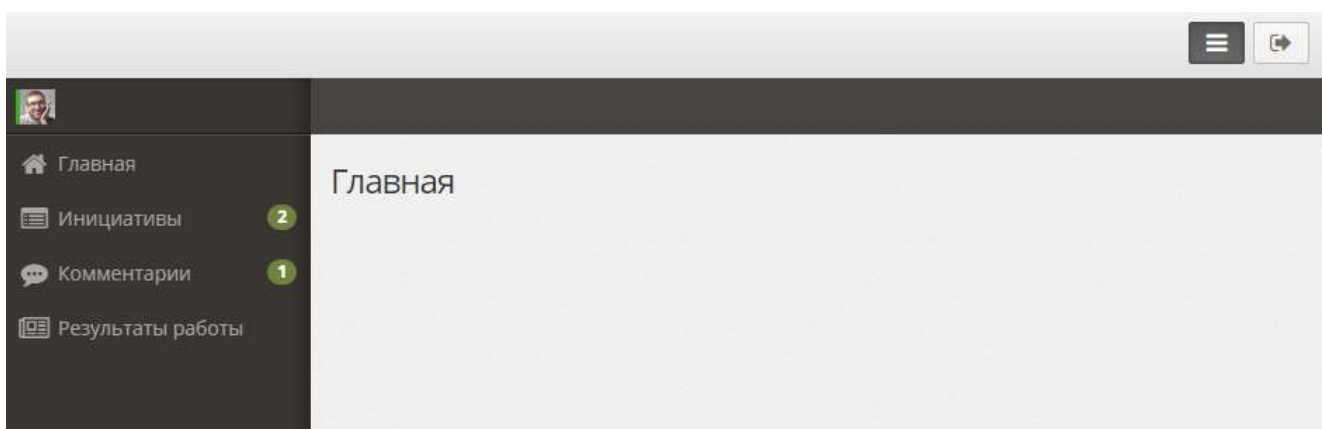 Главная
Главная
Инициативы 2
Комментарии 1
Результаты работы